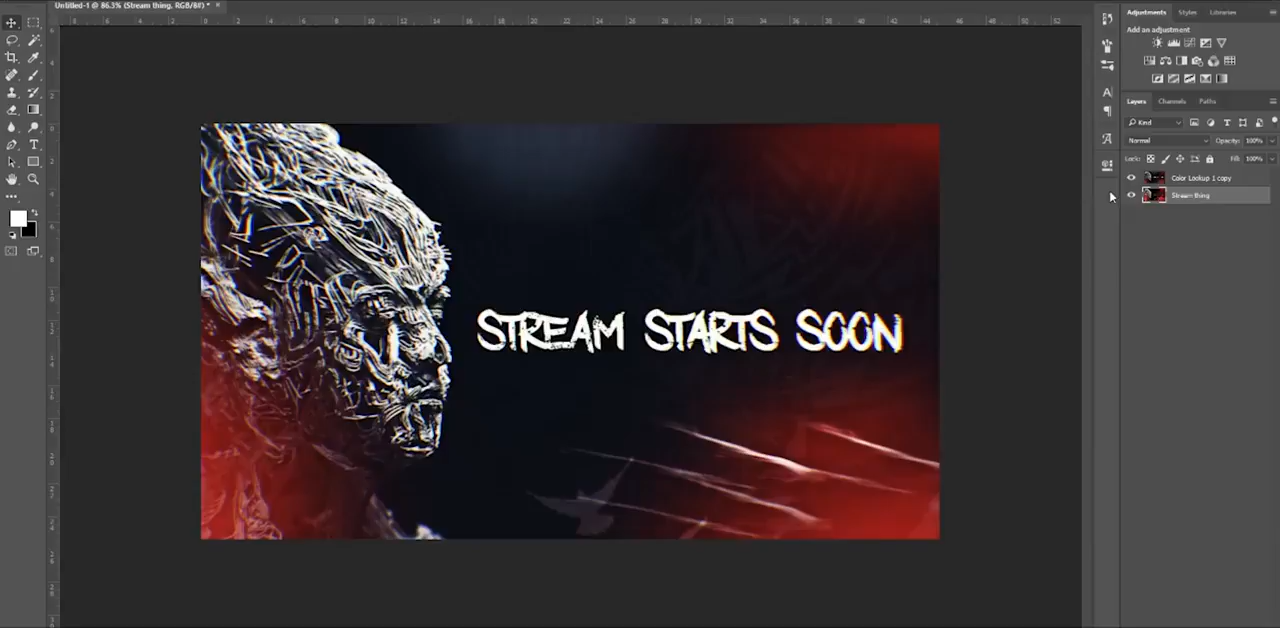 Untitled-1 @ 86.3% (Stream thing, RGB/8#) *
Adjustments Styles Libraries
Add an adjustment
Layers Channels Paths
Kind
Normal Opacity: 100%
Lock: Fill: 100%
Color Lookup 1 copy
Stream thing
STREAM STARTS SOON